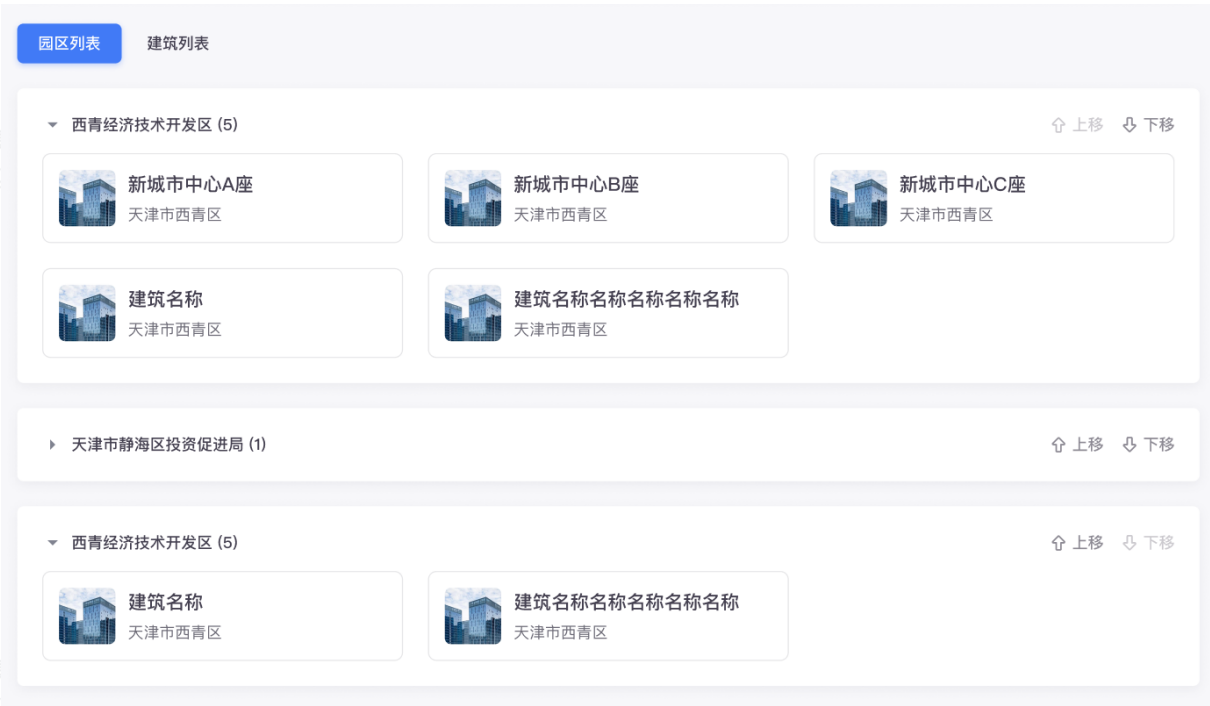 园区列表 建筑列表
西青经济技术开发区 (5) 上移 下移
新城市中心A座 新城市中心B座 新城市中心C座
天津市西青区 天津市西青区 天津市西青区
建筑名称 建筑名称名称名称名称名称
天津市西青区 天津市西青区
天津市静海区投资促进局 (1) 上移 下移
西青经济技术开发区 (5) 上移 下移
建筑名称 建筑名称名称名称名称名称
天津市西青区 天津市西青区